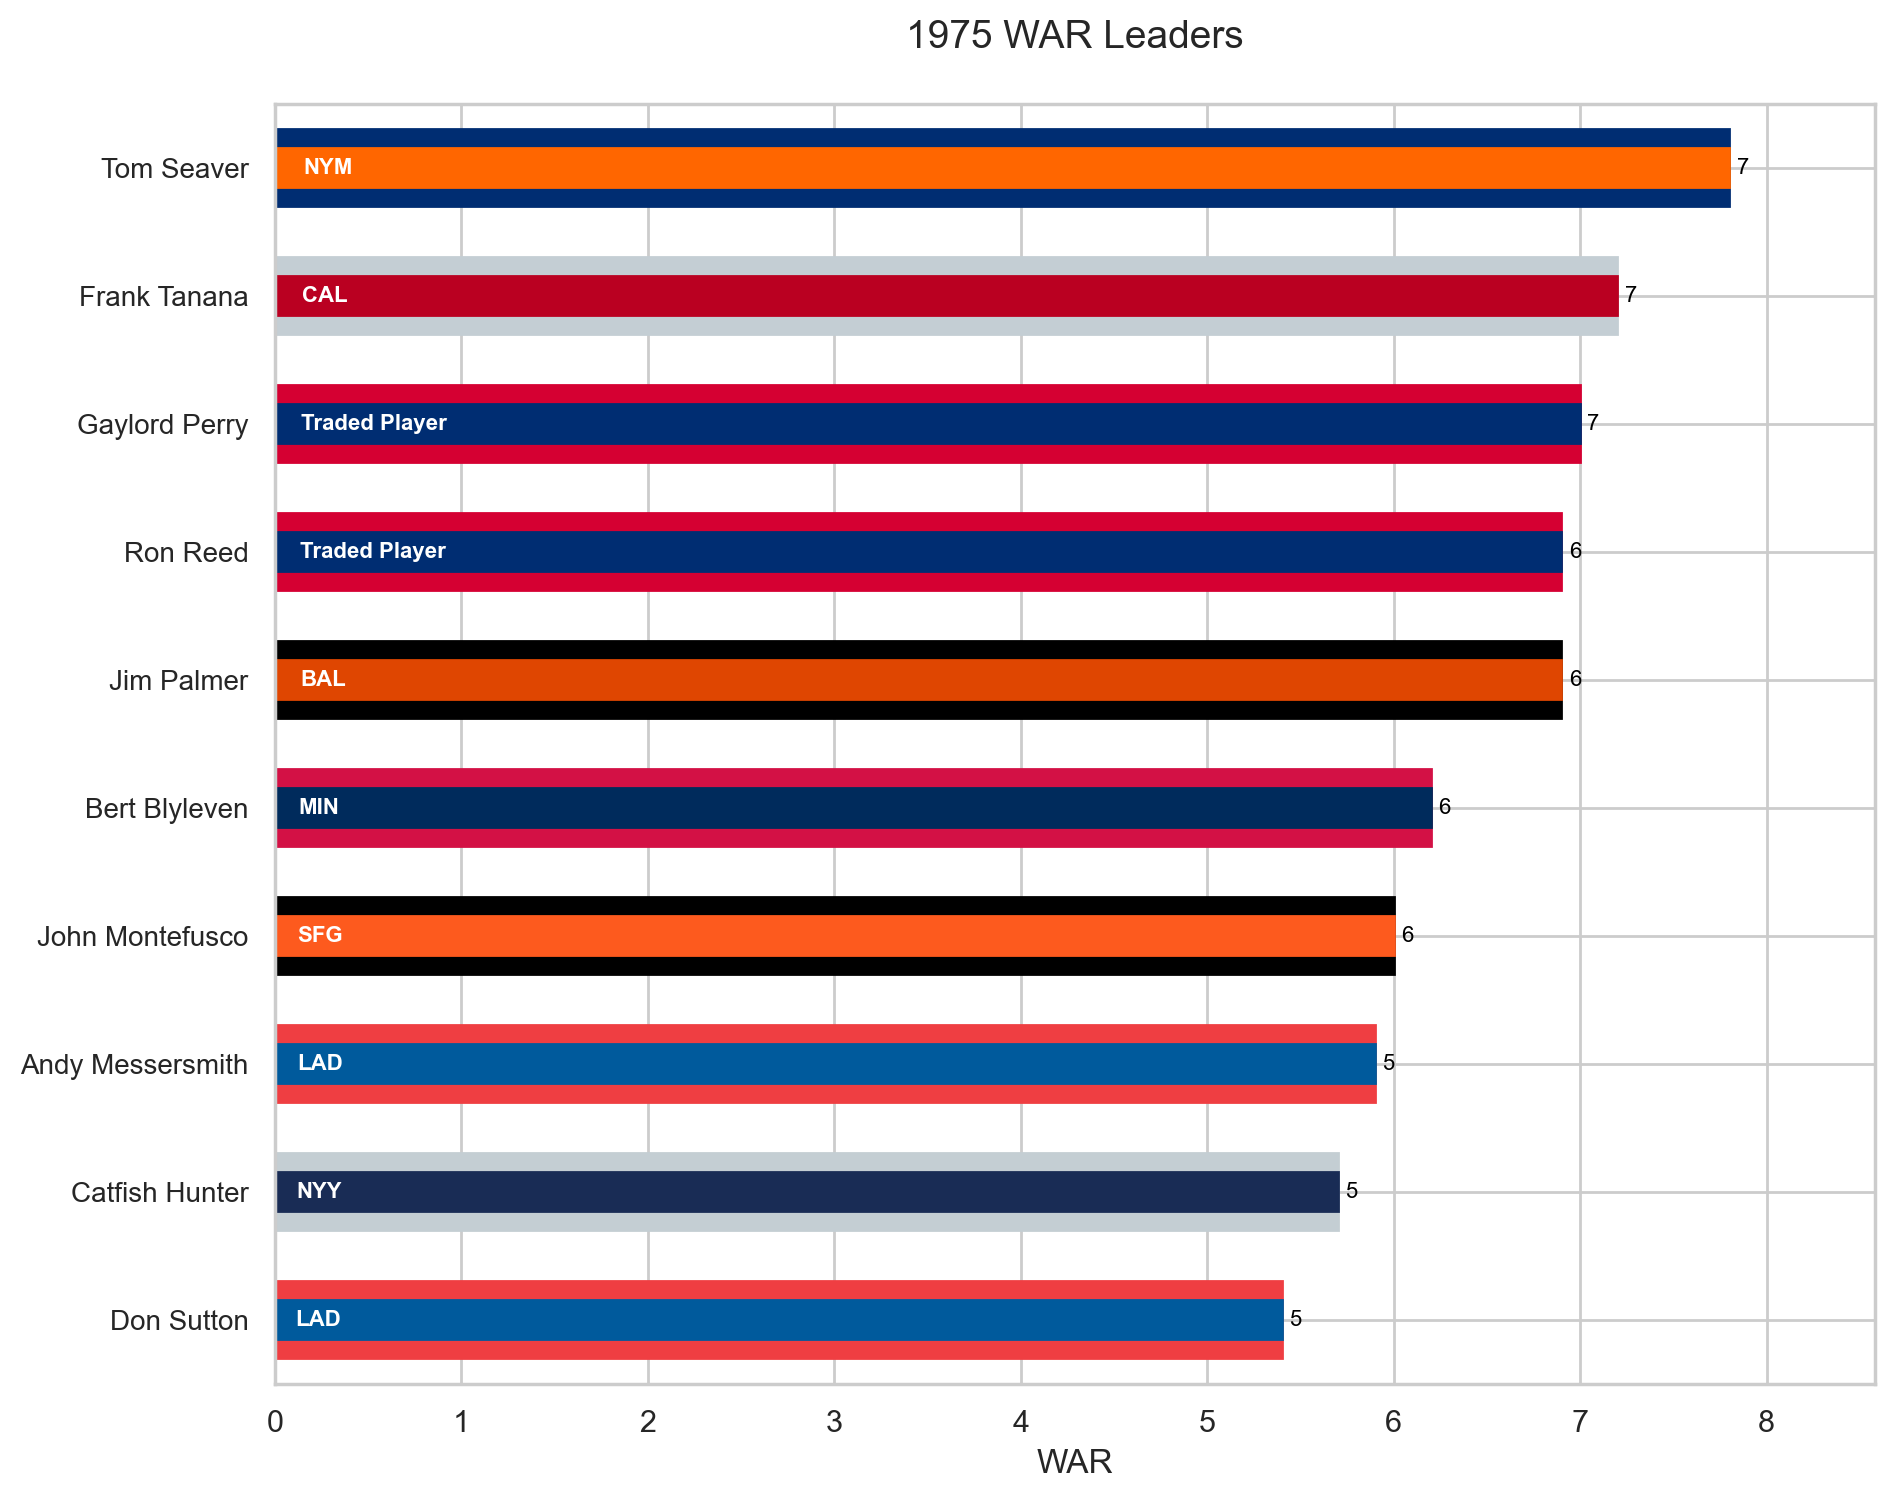 1975 WAR Leaders
Tom Seaver NYM 7
Frank Tanana CAL 7
Gaylord Perry Traded Player 7
Ron Reed Traded Player 6
Jim Palmer BAL 6
Bert Blyleven MIN 6
John Montefusco SFG 6
Andy Messersmith LAD 5
Catfish Hunter NYY 5
Don Sutton LAD 5
0 1 2 3 4 5 6 7 8
WAR